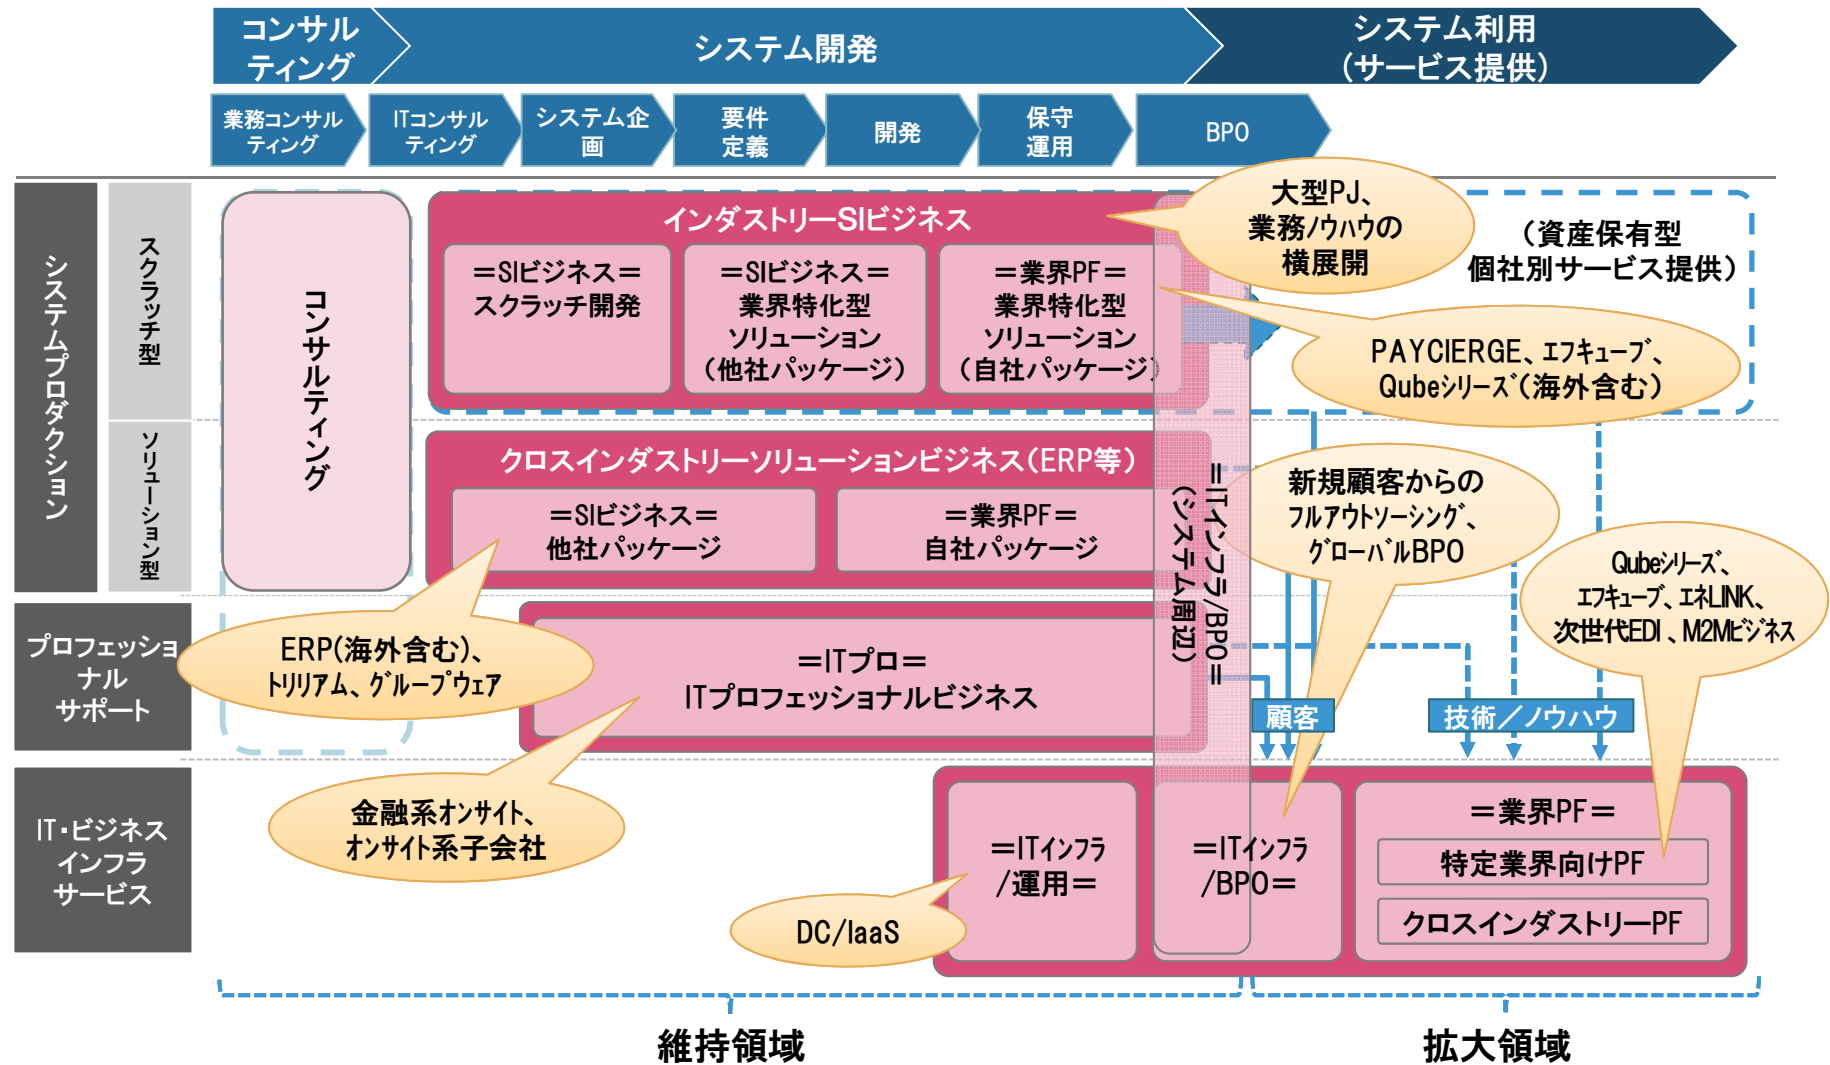 コンサル
ティング
システム開発
システム利用
（サービス提供）
業務コンサル
ティング
ITコンサル
ティング
システム企
画
要件
定義
開発
保守
運用
BPO
システムプロダクション
スクラッチ型
ソリューション型
コンサルティング
インダストリーSIビジネス
＝SIビジネス＝
スクラッチ開発
＝SIビジネス＝
業界特化型
ソリューション
（他社パッケージ）
＝業界PF＝
業界特化型
ソリューション
（自社パッケージ）
大型PJ、
業務ﾉｳﾊｳの
横展開
（資産保有型
個社別サービス提供）
PAYCIERGE、ｴﾌｷｭｰﾌﾞ、
Qubeｼﾘｰｽﾞ（海外含む）
クロスインダストリーソリューションビジネス（ERP等）
＝SIビジネス＝
他社パッケージ
＝業界PF＝
自社パッケージ
＝ITインフラ/BPO＝
（システム周辺）
新規顧客からの
ﾌﾙｱｳﾄｿｰｼﾝｸﾞ、
ｸﾞﾛｰﾊﾞﾙBPO
Qubeｼﾘｰｽﾞ、
ｴﾌｷｭｰﾌﾞ、ｴﾈLINK、
次世代EDI、M2Mﾋﾞｼﾞﾈｽ
プロフェッショ
ナル
サポート
ERP(海外含む)、
ﾄﾘﾘｱﾑ、ｸﾞﾙｰﾌﾟｳｪｱ
＝ITプロ＝
ITプロフェッショナルビジネス
顧客
技術／ノウハウ
金融系ｵﾝｻｲﾄ、
ｵﾝｻｲﾄ系子会社
IT・ビジネス
インフラ
サービス
DC/IaaS
＝ITインフラ
/運用＝
＝ITインフラ
/BPO＝
＝業界PF＝
特定業界向けPF
クロスインダストリーPF
維持領域
拡大領域